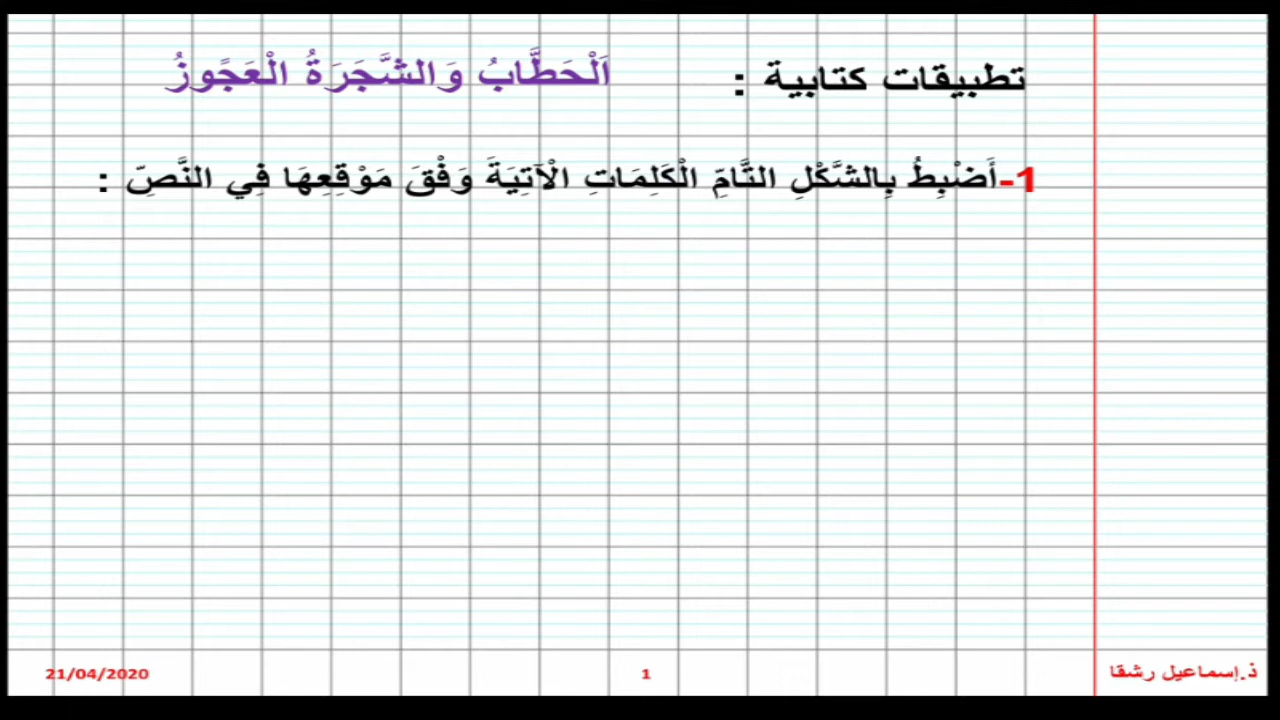 تطبيقات كتابية : اَلْحَطَّابُ وَالشَّجَرَةُ الْعَجًوزُ
1-أَضْبِطُ بِالشَّكْلِ التَّامِّ الْكَلِمَاتِ الْآتِيَةَ وَفْقَ مَوْقِعِهَا فِي النَّصِّ :
ذ.إسماعيل رشقا 1 21/04/2020